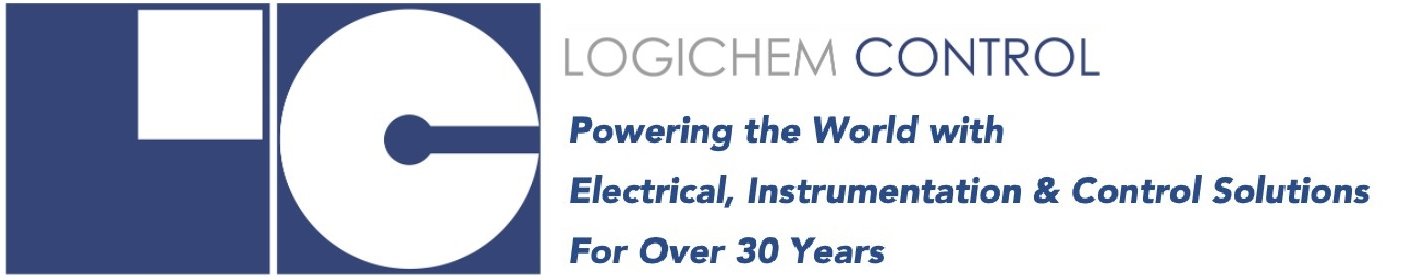 LOGICHEM CONTROL
Powering the World with
Electrical, Instrumentation & Control Solutions
For Over 30 Years